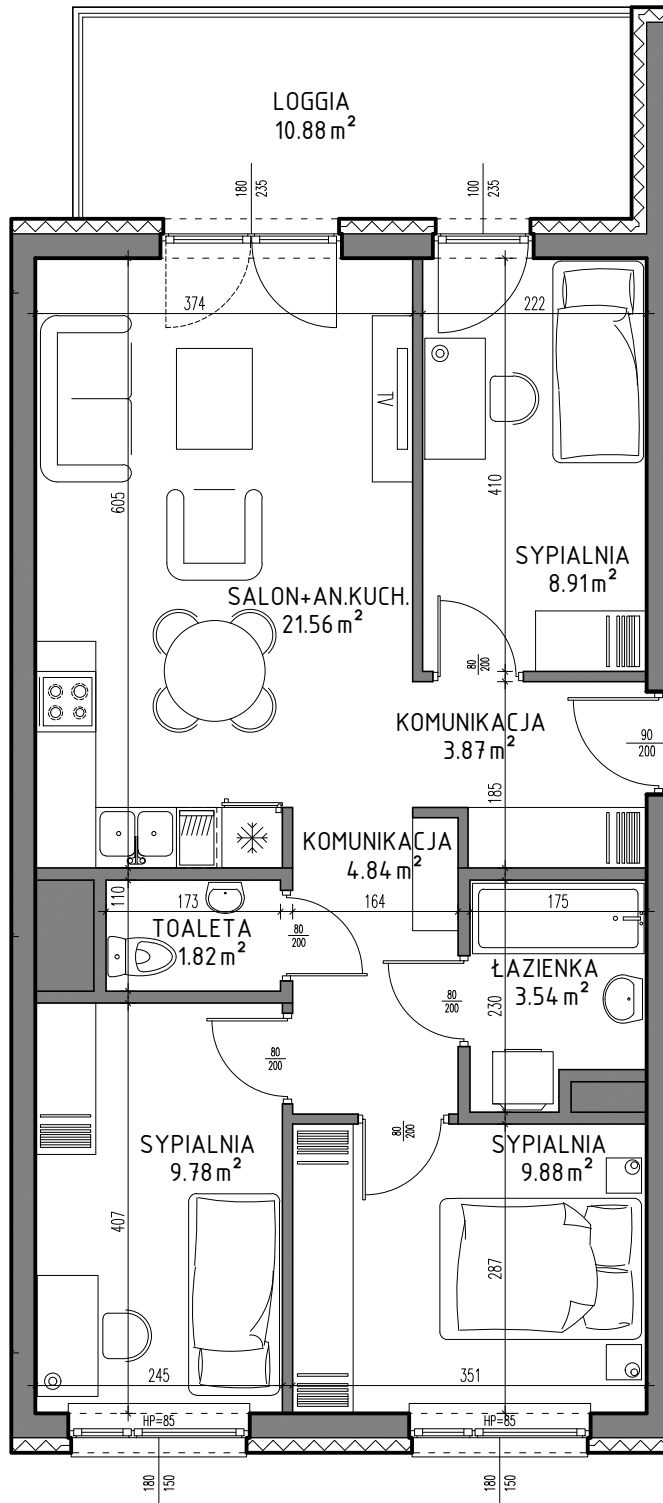 LOGGIA
10.88 m²
180
235
100
235
374
222
TV
605
410
SYPIALNIA
8.91 m²
SALON+AN.KUCH.
21.56 m²
80
200
KOMUNIKACJA
3.87 m²
90
200
185
KOMUNIKACJA
4.84 m²
110
173
164
175
TOALETA
1.82 m²
80
200
ŁAZIENKA
3.54 m²
80
200
230
80
200
80
200
SYPIALNIA
9.78 m²
SYPIALNIA
9.88 m²
407
287
245
351
HP=85
HP=85
180
150
180
150